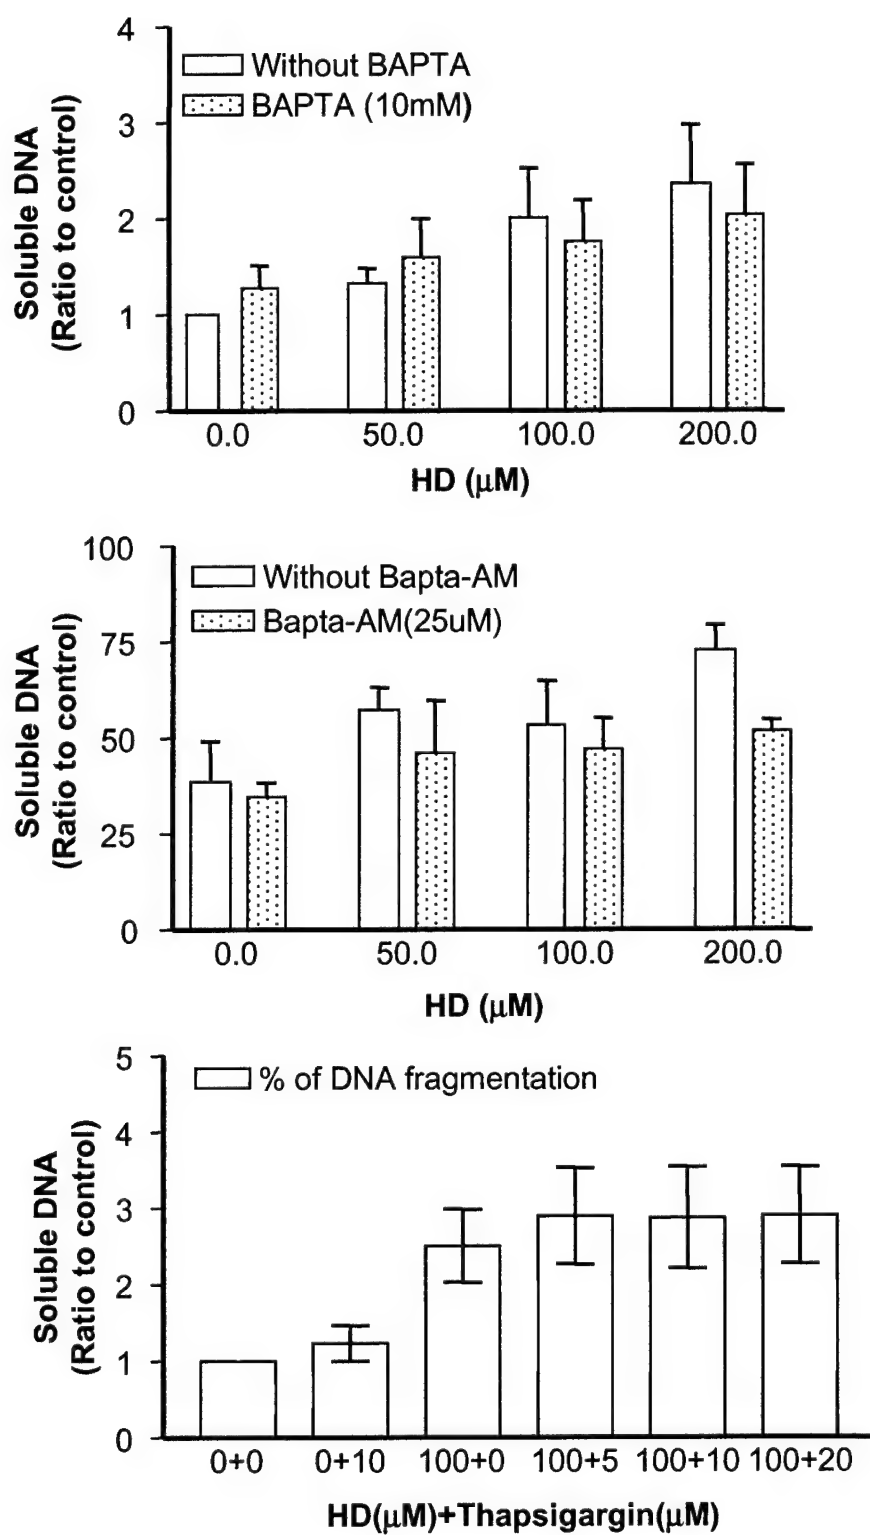 4
3
2
1
0
Soluble DNA
(Ratio to control)
Without BAPTA
BAPTA (10mM)
0.0 50.0 100.0 200.0
HD (μM)
100
75
50
25
0
Soluble DNA
(Ratio to control)
Without Bapta-AM
Bapta-AM(25uM)
0.0 50.0 100.0 200.0
HD (μM)
5
4
3
2
1
0
Soluble DNA
(Ratio to control)
% of DNA fragmentation
0+0 0+10 100+0 100+5 100+10 100+20
HD(μM)+Thapsigargin(μM)